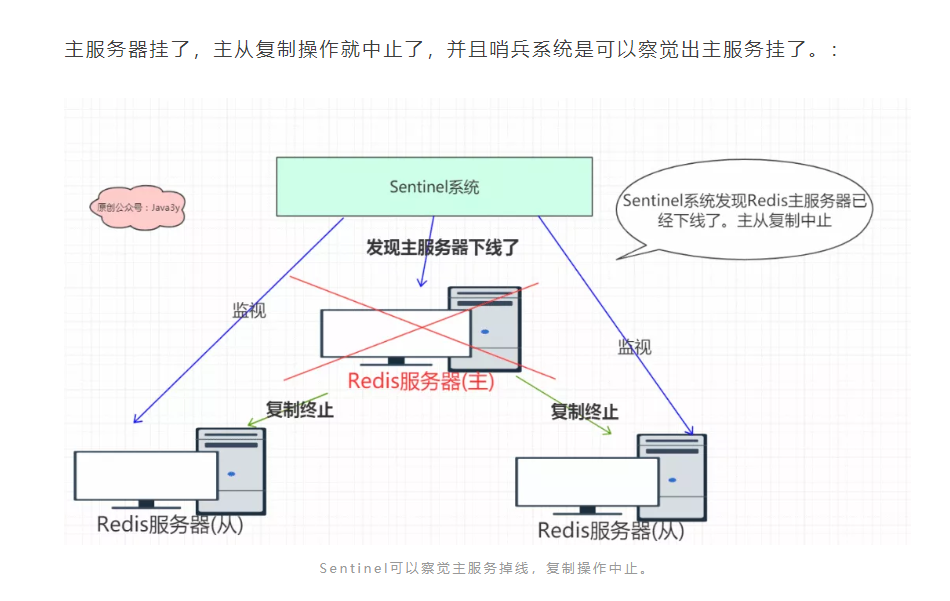 主服务器挂了，主从复制操作就中止了，并且哨兵系统是可以察觉出主服务挂了。：
Sentinel系统
原创公众号：Java3y
Sentinel系统发现Redis主服务器已
经下线了。主从复制中止
发现主服务器下线了
监视
监视
Redis服务器(主)
复制终止
复制终止
Redis服务器(从)
Redis服务器(从)
Sentinel可以察觉主服务掉线，复制操作中止。